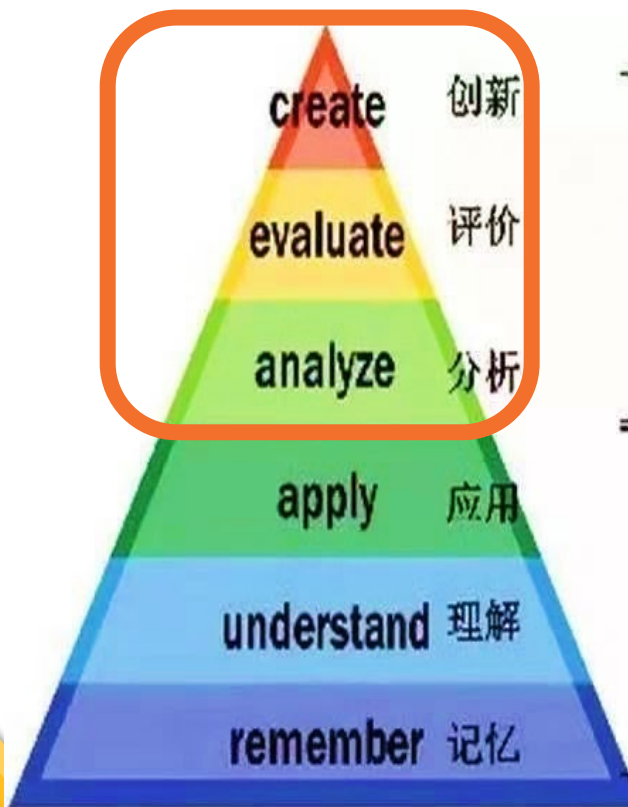 create 创新
evaluate 评价
analyze 分析
apply 应用
understand 理解
remember 记忆